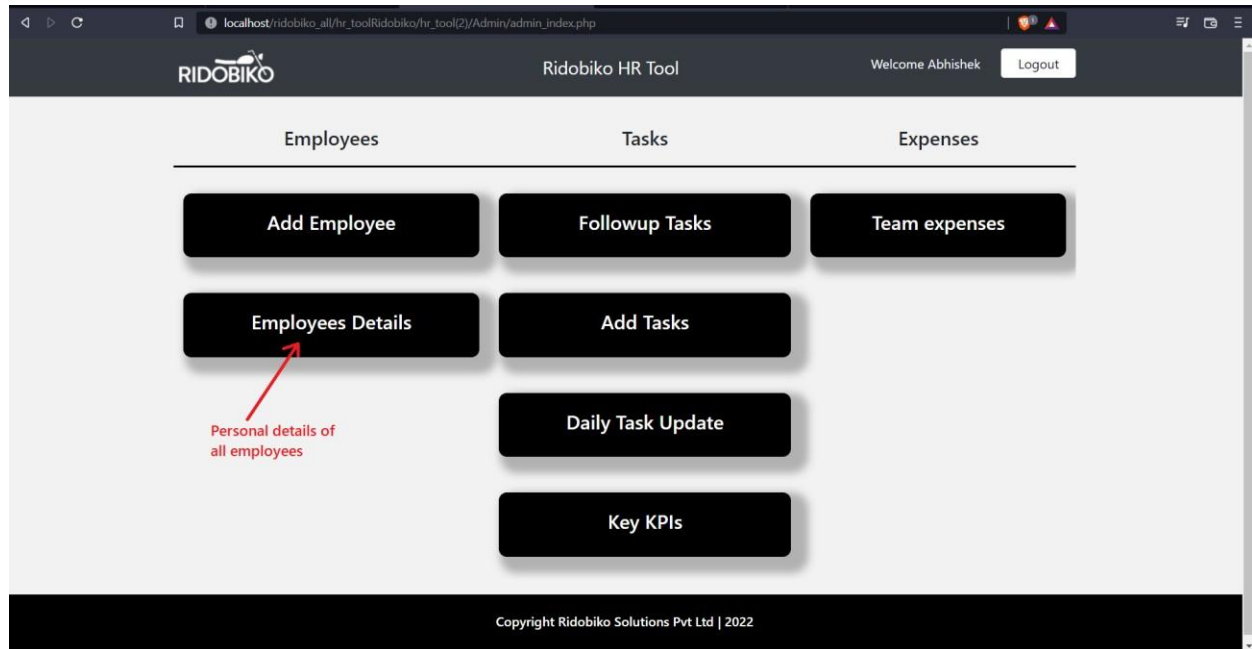 localhost/ridobiko_all/hr_toolRidobiko/hr_tool(2)/Admin/admin_index.php
RIDOBIKO
Ridobiko HR Tool
Welcome Abhishek
Logout
Employees
Tasks
Expenses
Add Employee
Followup Tasks
Team expenses
Employees Details
Add Tasks
Personal details of
all employees
Daily Task Update
Key KPIs
Copyright Ridobiko Solutions Pvt Ltd | 2022